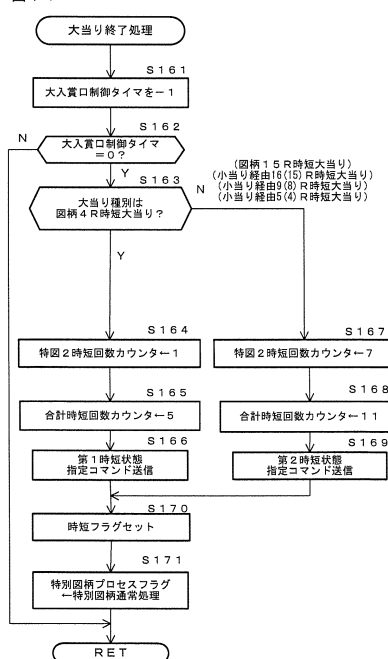 大当り終了処理
S161
大入賞口制御タイマを－1
S162
N
大入賞口制御タイマ
＝0？
Y
S163
大当り種別は
図柄4R時短大当り？
N
(図柄15R時短大当り)
(小当り経由16(15)R時短大当り)
(小当り経由9(8)R時短大当り)
(小当り経由5(4)R時短大当り)
Y
S164
特図2時短回数カウンタ←1
S165
合計時短回数カウンタ←5
S166
第1時短状態
指定コマンド送信
S167
特図2時短回数カウンタ←7
S168
合計時短回数カウンタ←11
S169
第2時短状態
指定コマンド送信
S170
時短フラグセット
S171
特別図柄プロセスフラグ
←特別図柄通常処理
RET